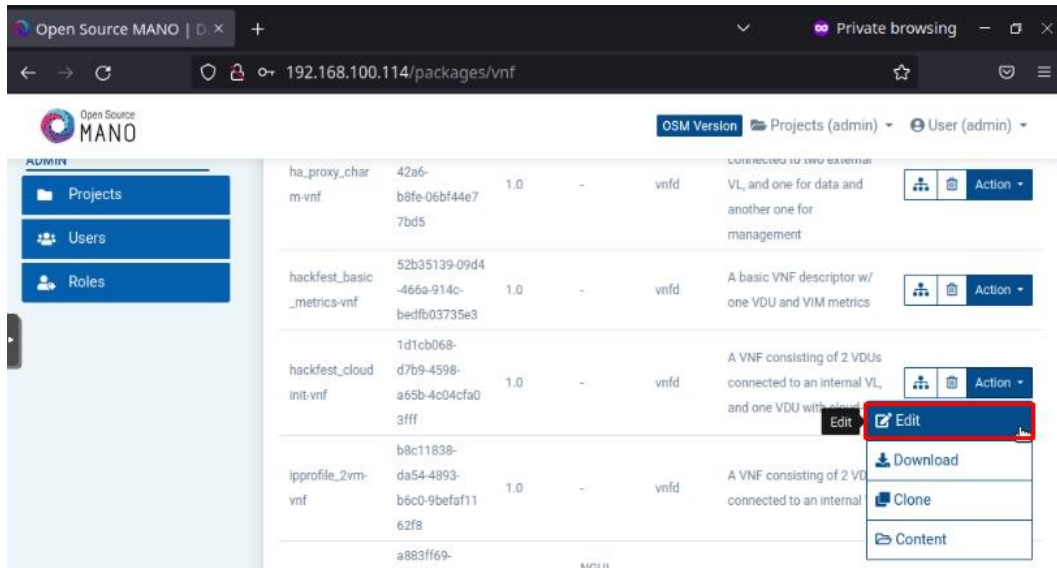 Open Source MANO | D
Private browsing
192.168.100.114/packages/vnf
Open Source
MANO
OSM Version
Projects (admin)
User (admin)
ADMIN
Projects
Users
Roles
ha_proxy_char
m-vnf
42a6-
b8fe-06bf44e7
7bd5
1.0
-
vnfd
connected to two external
VL, and one for data and
another one for
management
Action
hackfest_basic
_metrics-vnf
52b35139-09d4
-466a-914c-
bedfb03735e3
1.0
-
vnfd
A basic VNF descriptor w/
one VDU and VIM metrics
Action
hackfest_cloud
init-vnf
1d1cb068-
d7b9-4598-
a65b-4c04cfa0
3fff
1.0
-
vnfd
A VNF consisting of 2 VDUs
connected to an internal VL,
and one VDU with cloud-
Action
Edit
Edit
Download
Clone
Content
ipprofile_2vm-
vnf
b8c11838-
da54-4893-
b6c0-9befaf11
62f8
1.0
-
vnfd
A VNF consisting of 2 VD
connected to an internal
a883ff69-